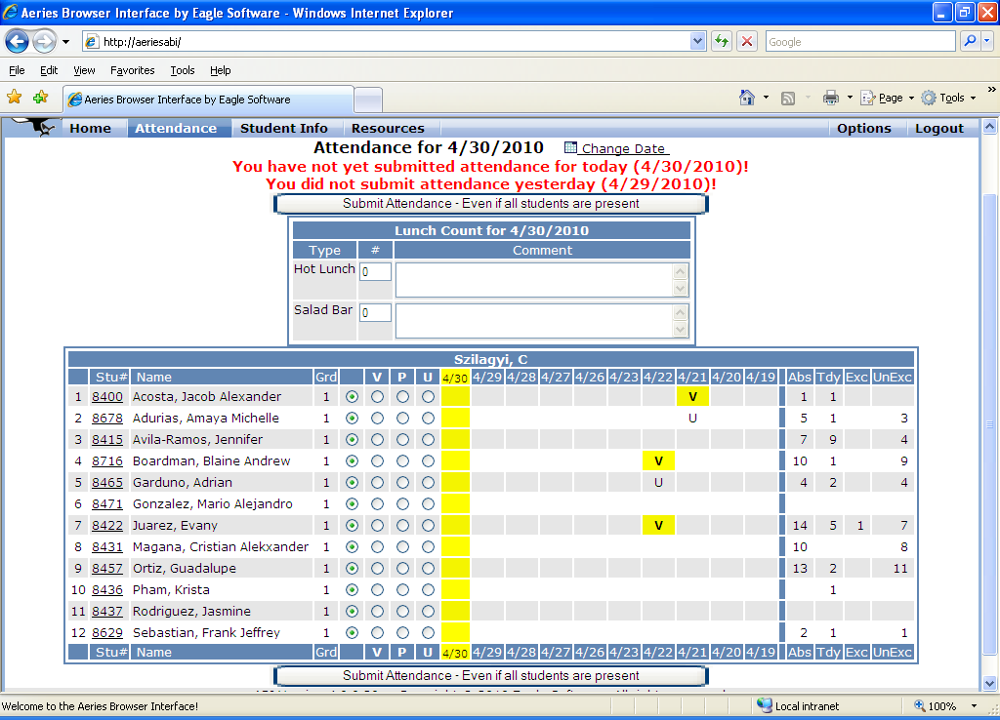 Aeries Browser Interface by Eagle Software - Windows Internet Explorer
http://aeriesabi/
Google
File Edit View Favorites Tools Help
Aeries Browser Interface by Eagle Software
Page Tools »
Home Attendance Student Info Resources Options Logout
Attendance for 4/30/2010 Change Date
You have not yet submitted attendance for today (4/30/2010)!
You did not submit attendance yesterday (4/29/2010)!
Submit Attendance - Even if all students are present
Lunch Count for 4/30/2010
Type # Comment
Hot Lunch 0
Salad Bar 0
Szilagyi, C
Stu# Name Grd V P U 4/30 4/29 4/28 4/27 4/26 4/23 4/22 4/21 4/20 4/19 Abs Tdy Exc UnExc
1 8400 Acosta, Jacob Alexander 1 V 1 1
2 8678 Adurias, Amaya Michelle 1 U 5 1 3
3 8415 Avila-Ramos, Jennifer 1 7 9 4
4 8716 Boardman, Blaine Andrew 1 V 10 1 9
5 8465 Garduno, Adrian 1 U 4 2 4
6 8471 Gonzalez, Mario Alejandro 1
7 8422 Juarez, Evany 1 V 14 5 1 7
8 8431 Magana, Cristian Alekxander 1 10 8
9 8457 Ortiz, Guadalupe 1 13 2 11
10 8436 Pham, Krista 1 1
11 8437 Rodriguez, Jasmine 1
12 8629 Sebastian, Frank Jeffrey 1 2 1 1
Stu# Name Grd V P U 4/30 4/29 4/28 4/27 4/26 4/23 4/22 4/21 4/20 4/19 Abs Tdy Exc UnExc
Submit Attendance - Even if all students are present
Welcome to the Aeries Browser Interface! Local intranet 100%